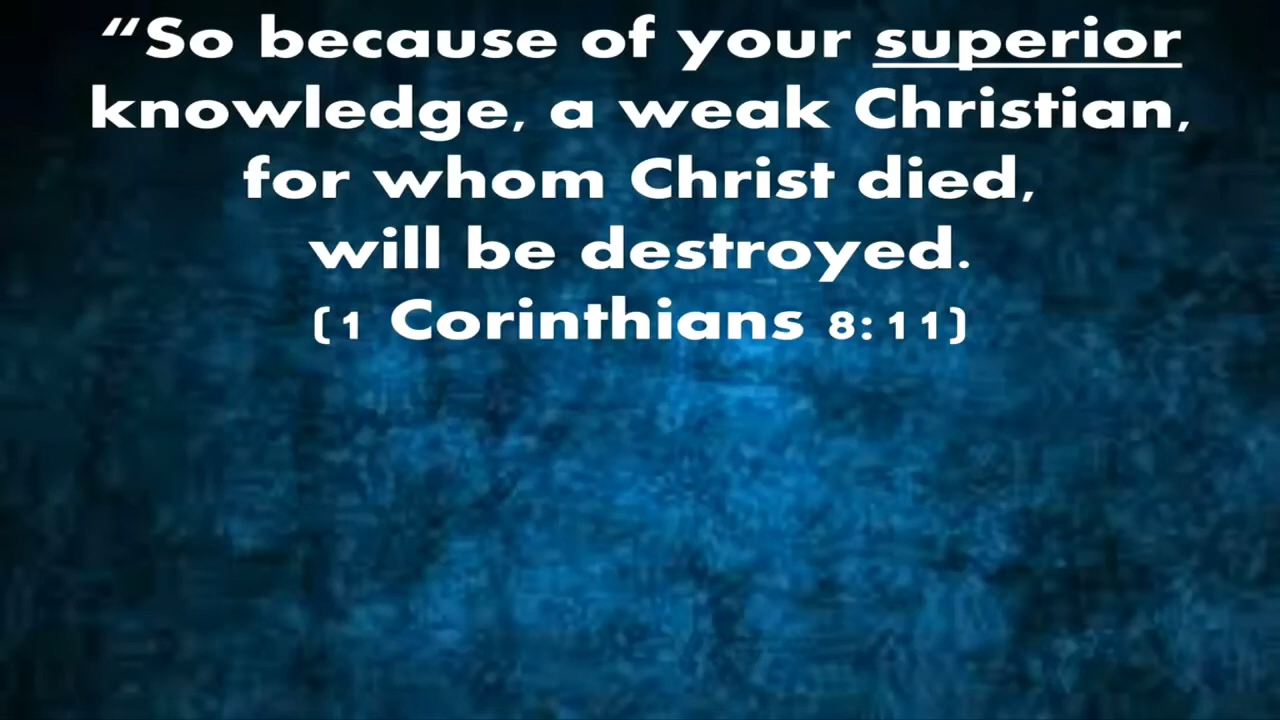 “So because of your superior
knowledge, a weak Christian,
for whom Christ died,
will be destroyed.
(1 Corinthians 8:11)